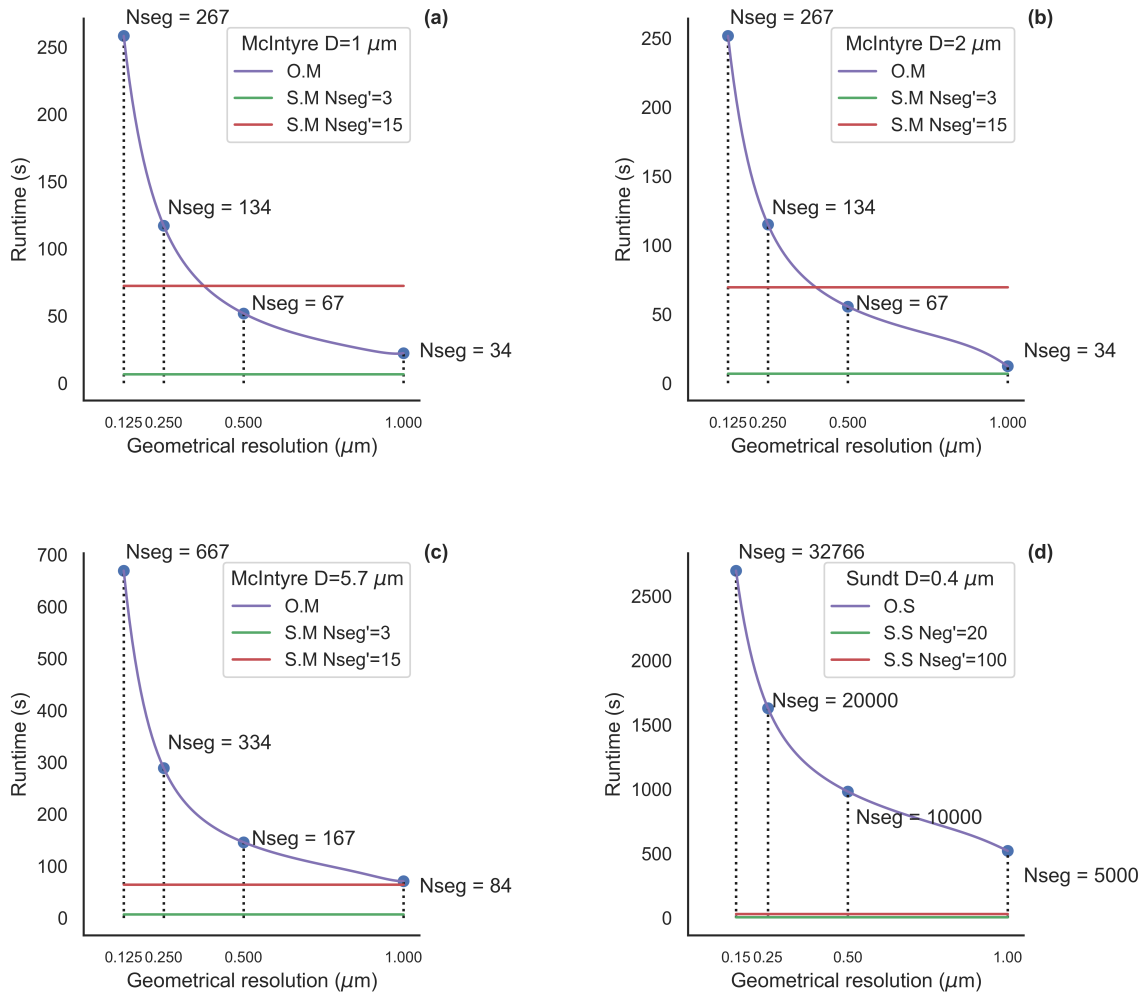 Nseg = 267
(a)
McIntyre D=1 µm
O.M
S.M Nseg'=3
S.M Nseg'=15
250
200
150
100
50
0
Runtime (s)
Nseg = 134
Nseg = 67
Nseg = 34
0.125
0.250
0.500
1.000
Geometrical resolution (µm)
Nseg = 267
(b)
McIntyre D=2 µm
O.M
S.M Nseg'=3
S.M Nseg'=15
250
200
150
100
50
0
Runtime (s)
Nseg = 134
Nseg = 67
Nseg = 34
0.125
0.250
0.500
1.000
Geometrical resolution (µm)
Nseg = 667
(c)
McIntyre D=5.7 µm
O.M
S.M Nseg'=3
S.M Nseg'=15
700
600
500
400
300
200
100
0
Runtime (s)
Nseg = 334
Nseg = 167
Nseg = 84
0.125
0.250
0.500
1.000
Geometrical resolution (µm)
Nseg = 32766
(d)
Sundt D=0.4 µm
O.S
S.S Neg'=20
S.S Nseg'=100
2500
2000
1500
1000
500
0
Runtime (s)
Nseg = 20000
Nseg = 10000
Nseg = 5000
0.15
0.25
0.50
1.00
Geometrical resolution (µm)